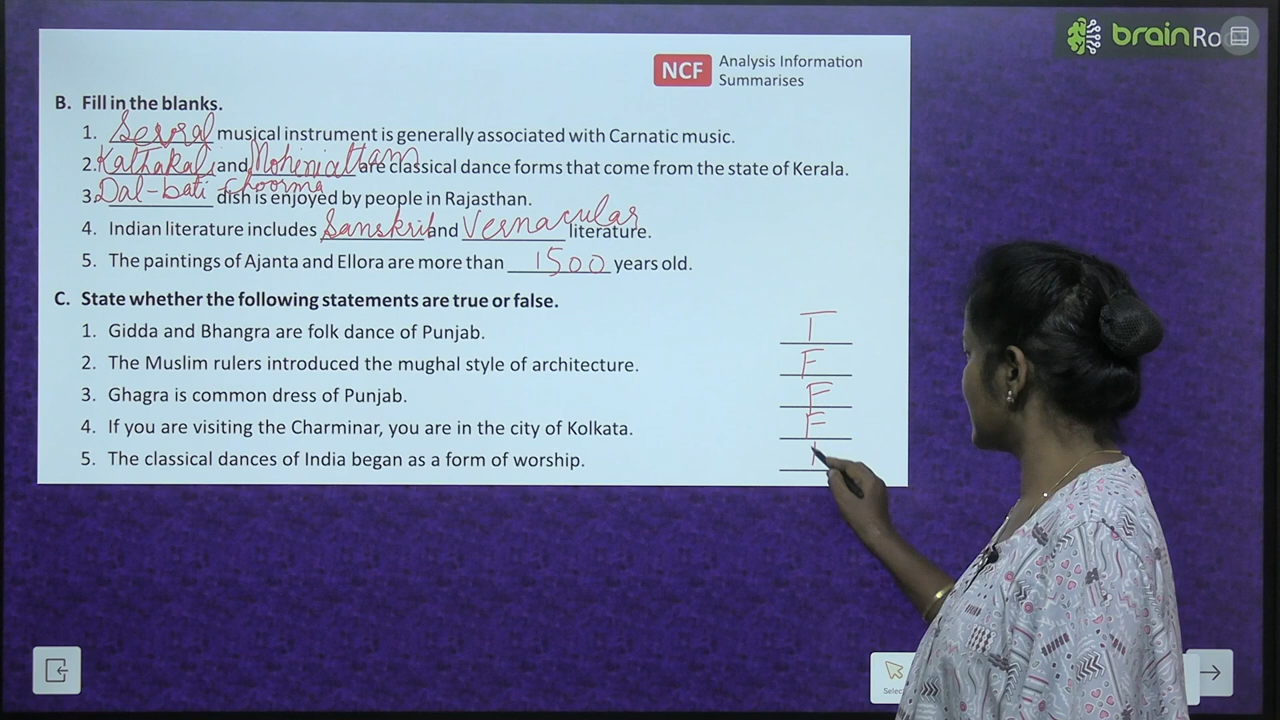 brainRo
NCF Analysis Information
Summarises
B. Fill in the blanks.
1. Serval musical instrument is generally associated with Carnatic music.
2. Kathakali and Mohiniattam are classical dance forms that come from the state of Kerala.
3. Dal-bati-Choorma dish is enjoyed by people in Rajasthan.
4. Indian literature includes Sanskrit and Vernacular literature.
5. The paintings of Ajanta and Ellora are more than 1500 years old.
C. State whether the following statements are true or false.
1. Gidda and Bhangra are folk dance of Punjab. T
2. The Muslim rulers introduced the mughal style of architecture. F
3. Ghagra is common dress of Punjab. F
4. If you are visiting the Charminar, you are in the city of Kolkata. F
5. The classical dances of India began as a form of worship.
Selec